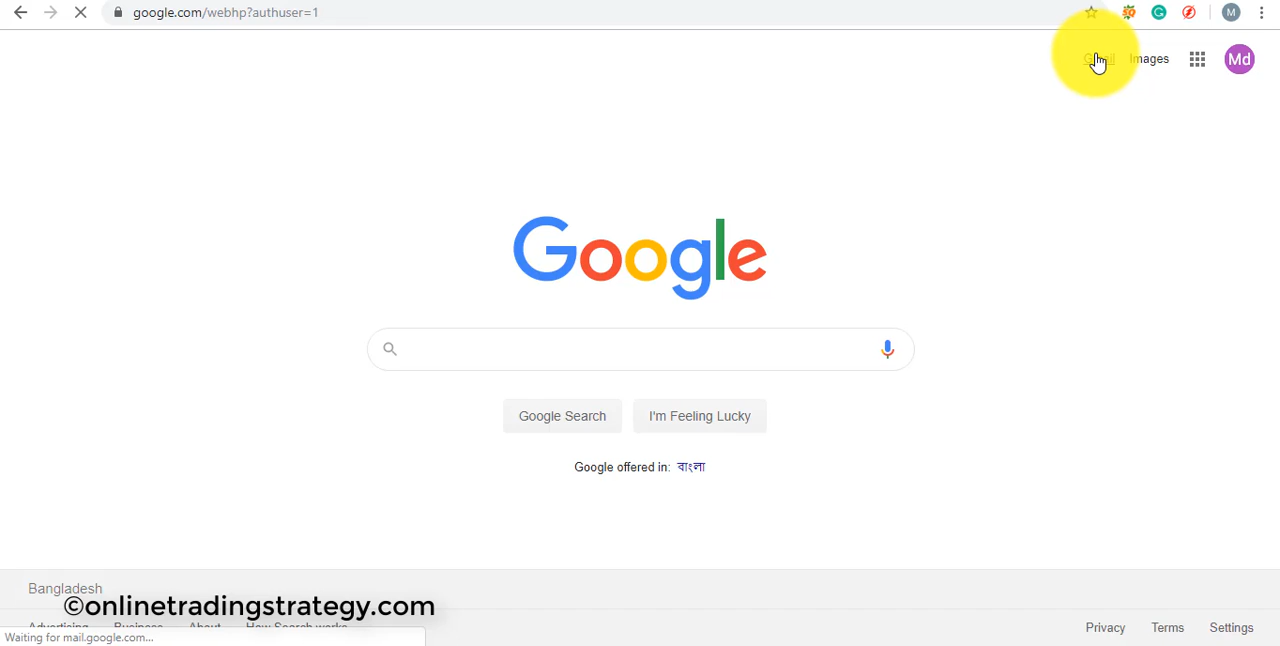 google.com/webhp?authuser=1
M
Gmail Images
Md
Google
Google Search
I'm Feeling Lucky
Google offered in: বাংলা
Bangladesh
©onlinetradingstrategy.com
Advertising Business About How Search works
Privacy Terms Settings
Waiting for mail.google.com...